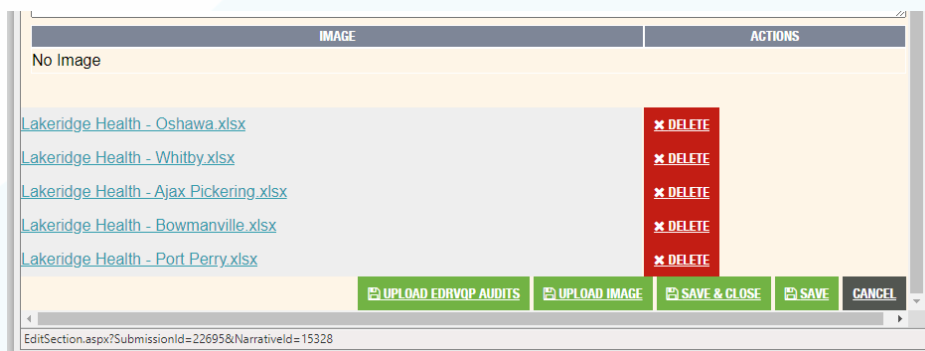 IMAGE ACTIONS
No Image
Lakeridge Health - Oshawa.xlsx ✖ DELETE
Lakeridge Health - Whitby.xlsx ✖ DELETE
Lakeridge Health - Ajax Pickering.xlsx ✖ DELETE
Lakeridge Health - Bowmanville.xlsx ✖ DELETE
Lakeridge Health - Port Perry.xlsx ✖ DELETE
UPLOAD EDRVQP AUDITS UPLOAD IMAGE SAVE & CLOSE SAVE CANCEL
EditSection.aspx?SubmissionId=22695&NarrativeId=15328